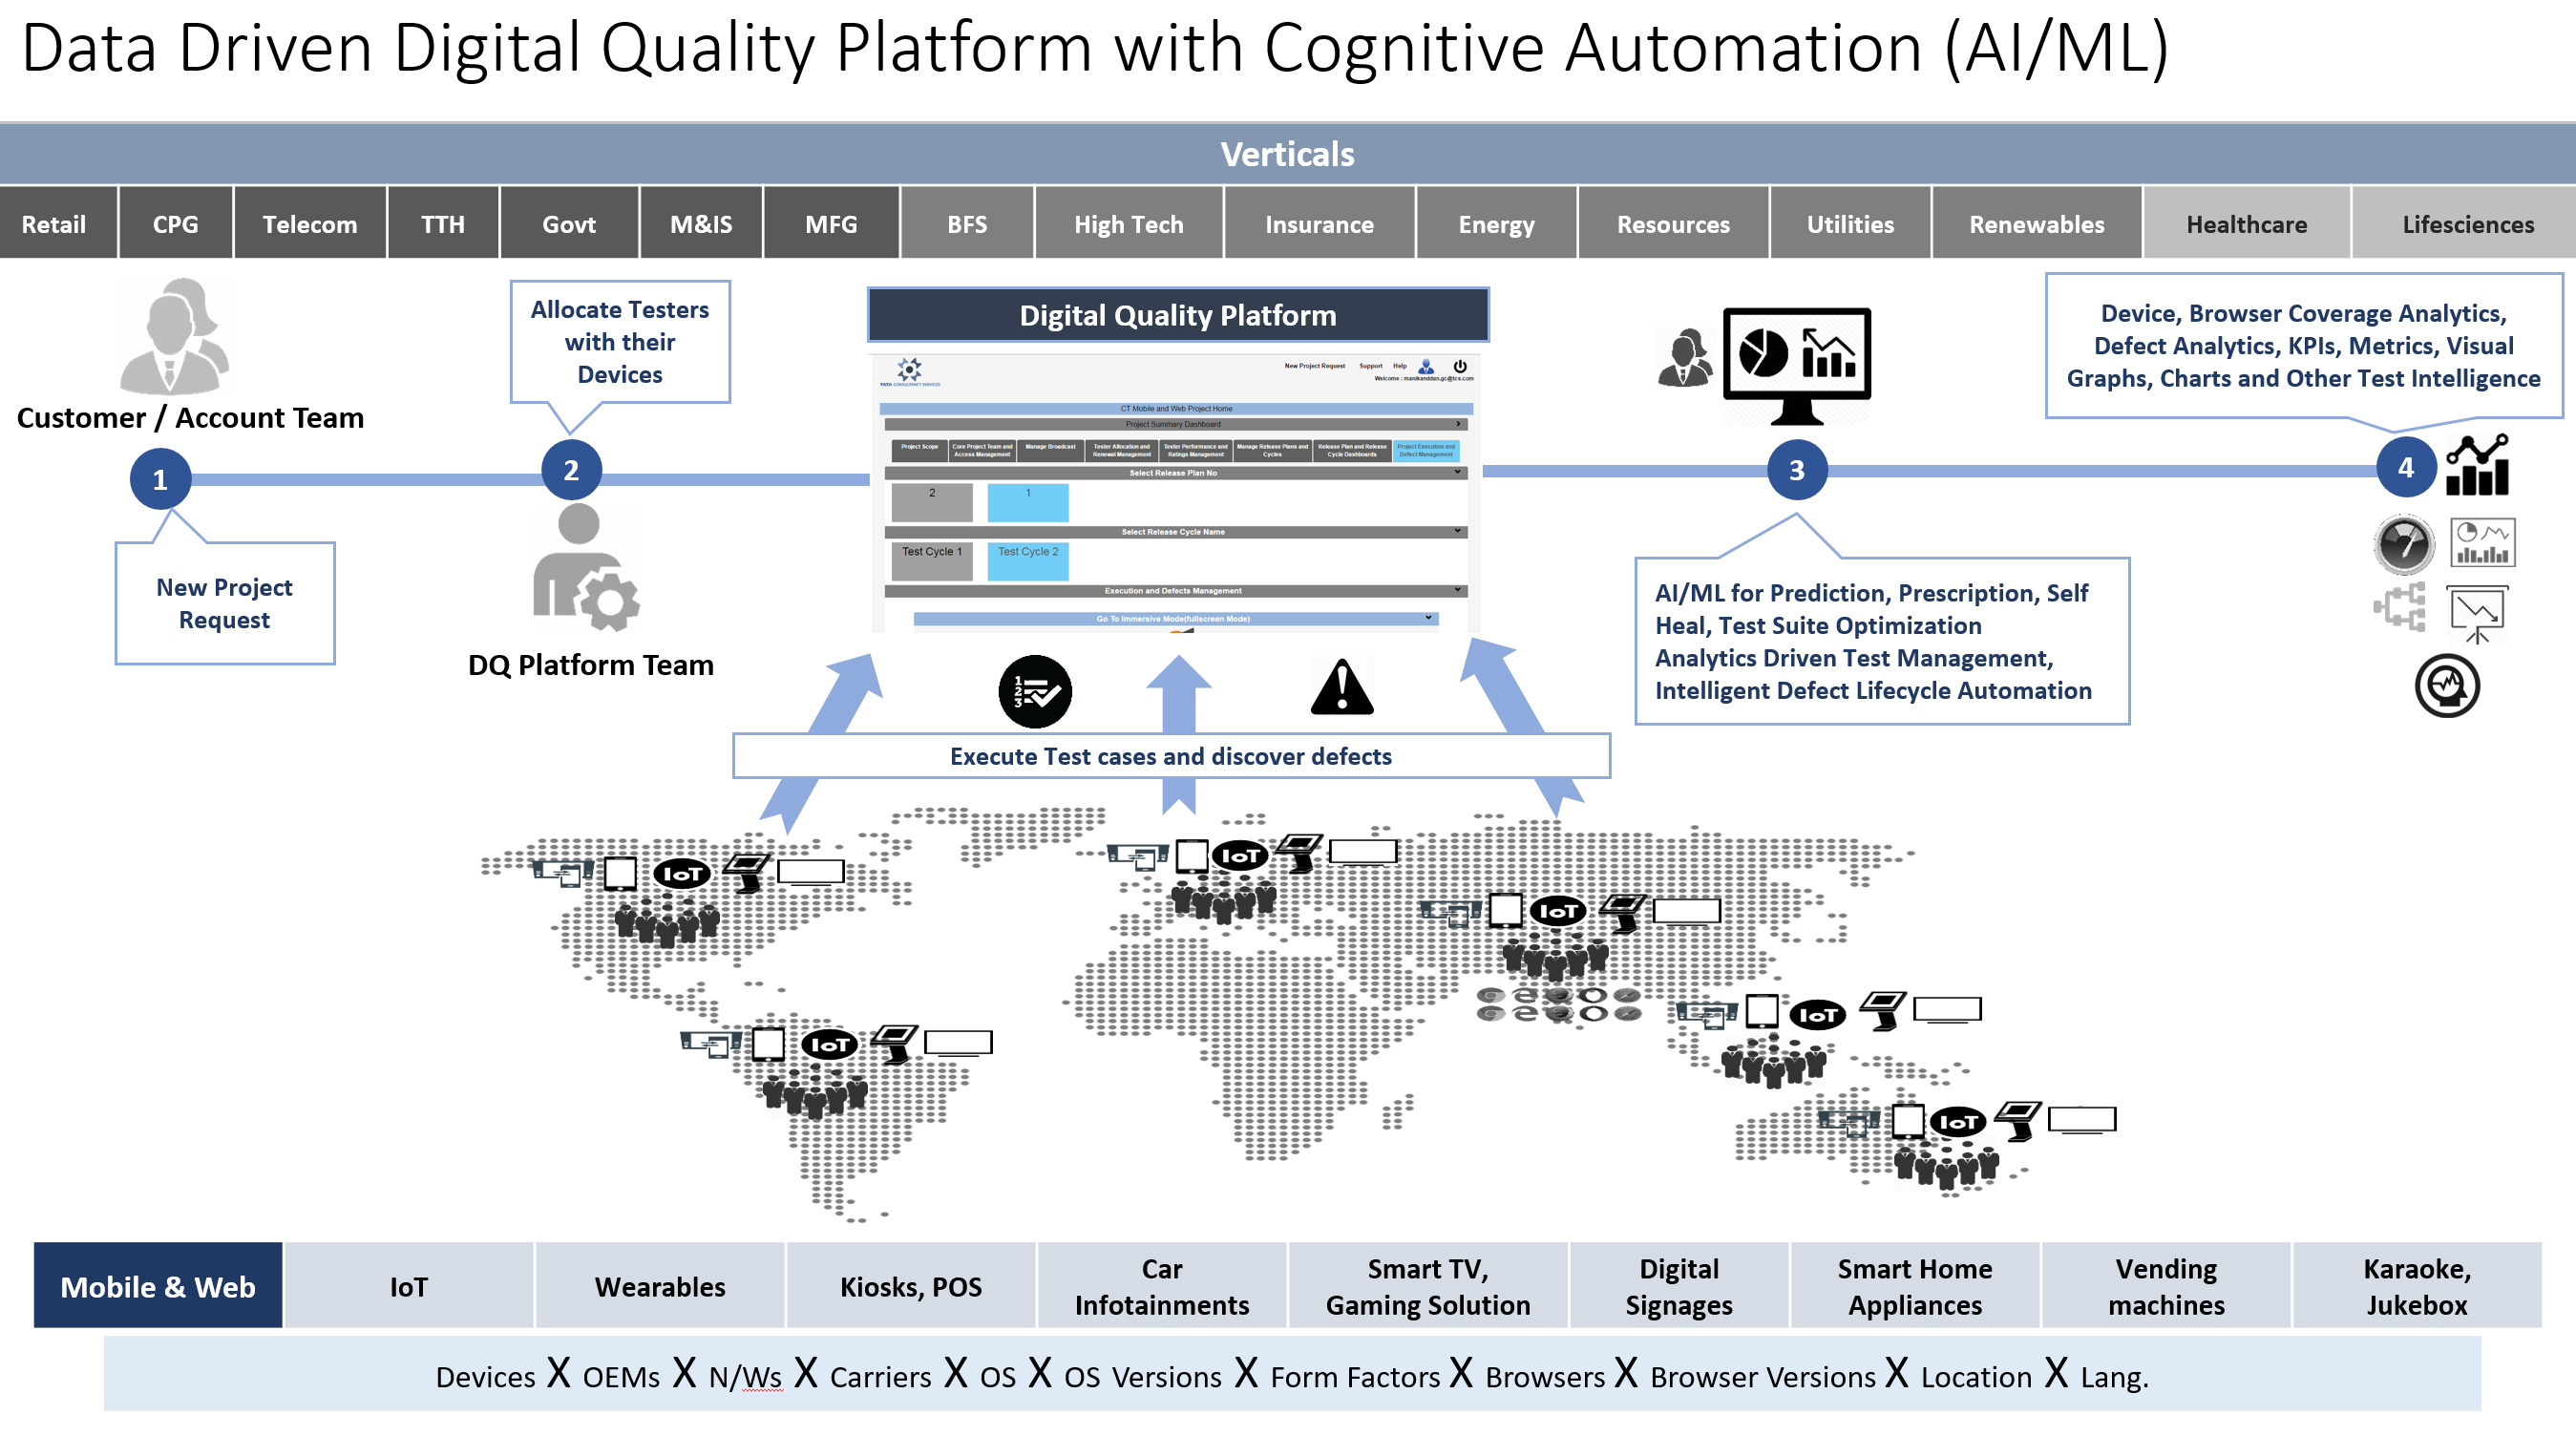 Data Driven Digital Quality Platform with Cognitive Automation (AI/ML)
Verticals
Retail CPG Telecom TTH Govt M&IS MFG BFS High Tech Insurance Energy Resources Utilities Renewables Healthcare Lifesciences
Customer / Account Team
1
New Project
Request
Allocate Testers
with their
Devices
2
DQ Platform Team
Digital Quality Platform
TATA CONSULTANCY SERVICES
New Project Request Support Help
Welcome : manikanddan.gc@tcs.com
CT Mobile and Web Project Home
Project Summary Dashboard
Project Scope
Core Project Team and
Access Management
Manage Broadcast
Tester Allocation and
Renewal Management
Tester Performance and
Ratings Management
Manage Release Plans and
Cycles
Release Plan and Release
Cycle Dashboards
Project Execution and
Defect Management
Select Release Plan No
2 1
Select Release Cycle Name
Test Cycle 1 Test Cycle 2
Execution and Defects Management
Go To Immersive Mode(fullscreen Mode)
1
2
3
Execute Test cases and discover defects
3
AI/ML for Prediction, Prescription, Self
Heal, Test Suite Optimization
Analytics Driven Test Management,
Intelligent Defect Lifecycle Automation
Device, Browser Coverage Analytics,
Defect Analytics, KPIs, Metrics, Visual
Graphs, Charts and Other Test Intelligence
4
IoT
IoT
IoT
IoT
IoT
IoT
Mobile & Web
IoT
Wearables
Kiosks, POS
Car
Infotainments
Smart TV,
Gaming Solution
Digital
Signages
Smart Home
Appliances
Vending
machines
Karaoke,
Jukebox
Devices X OEMs X N/Ws X Carriers X OS X OS Versions X Form Factors X Browsers X Browser Versions X Location X Lang.